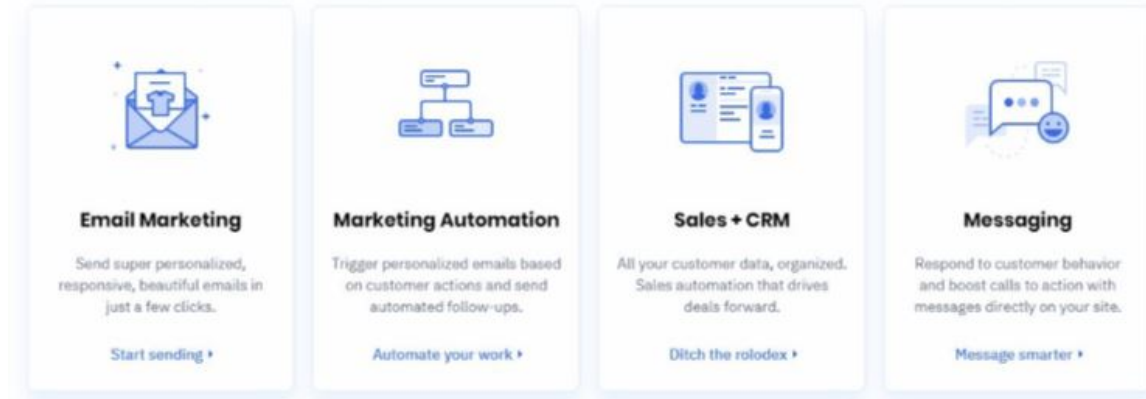 Email Marketing
Send super personalized,
responsive, beautiful emails in
just a few clicks.
Start sending
Marketing Automation
Trigger personalized emails based
on customer actions and send
automated follow-ups.
Automate your work
Sales + CRM
All your customer data, organized.
Sales automation that drives
deals forward.
Ditch the rolodex
Messaging
Respond to customer behavior
and boost calls to action with
messages directly on your site.
Message smarter